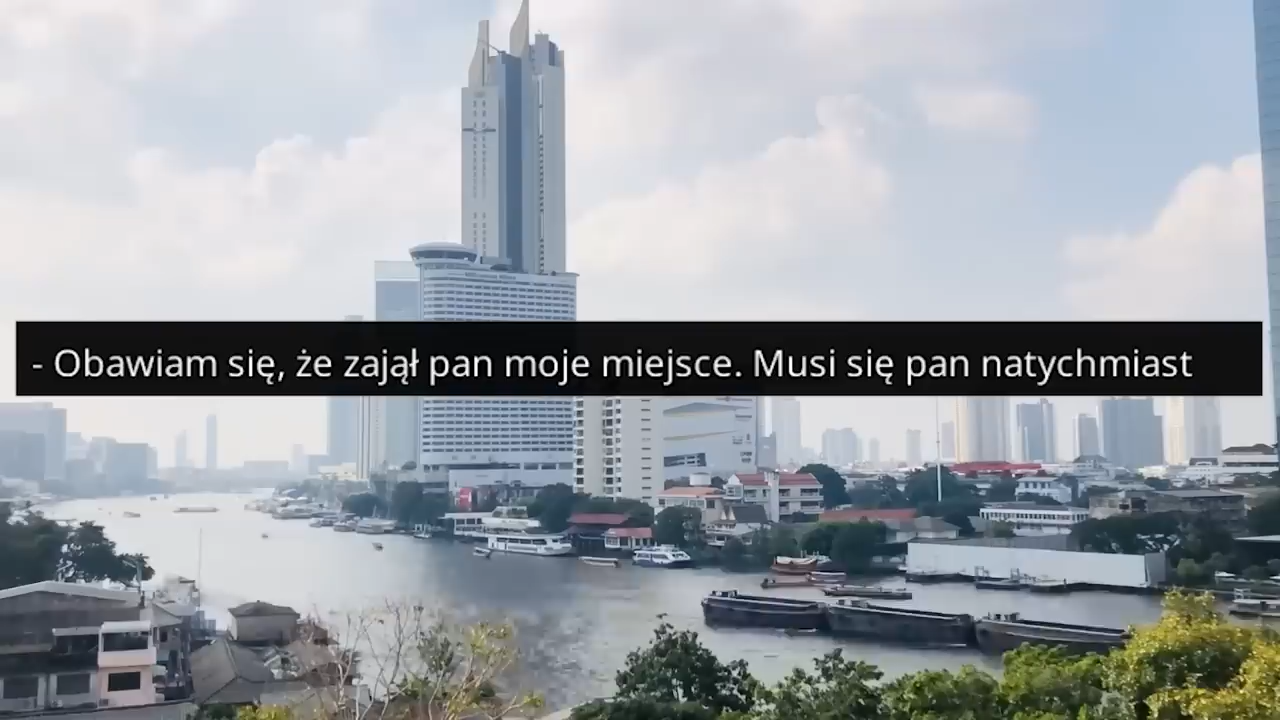 - Obawiam się, że zajął pan moje miejsce. Musi się pan natychmiast